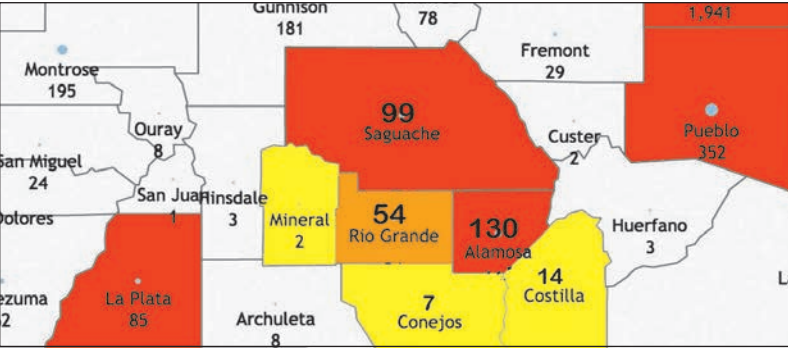 Gunnison
181
78
1,941
Montrose
195
Fremont
29
99
Saguache
Ouray
8
Custer
2
Pueblo
352
San Miguel
24
San Juan
1
Hinsdale
3
Mineral
2
54
Rio Grande
130
Alamosa
Huerfano
3
Dolores
La Plata
85
14
Costilla
7
Conejos
Archuleta
8
ezuma
2
L